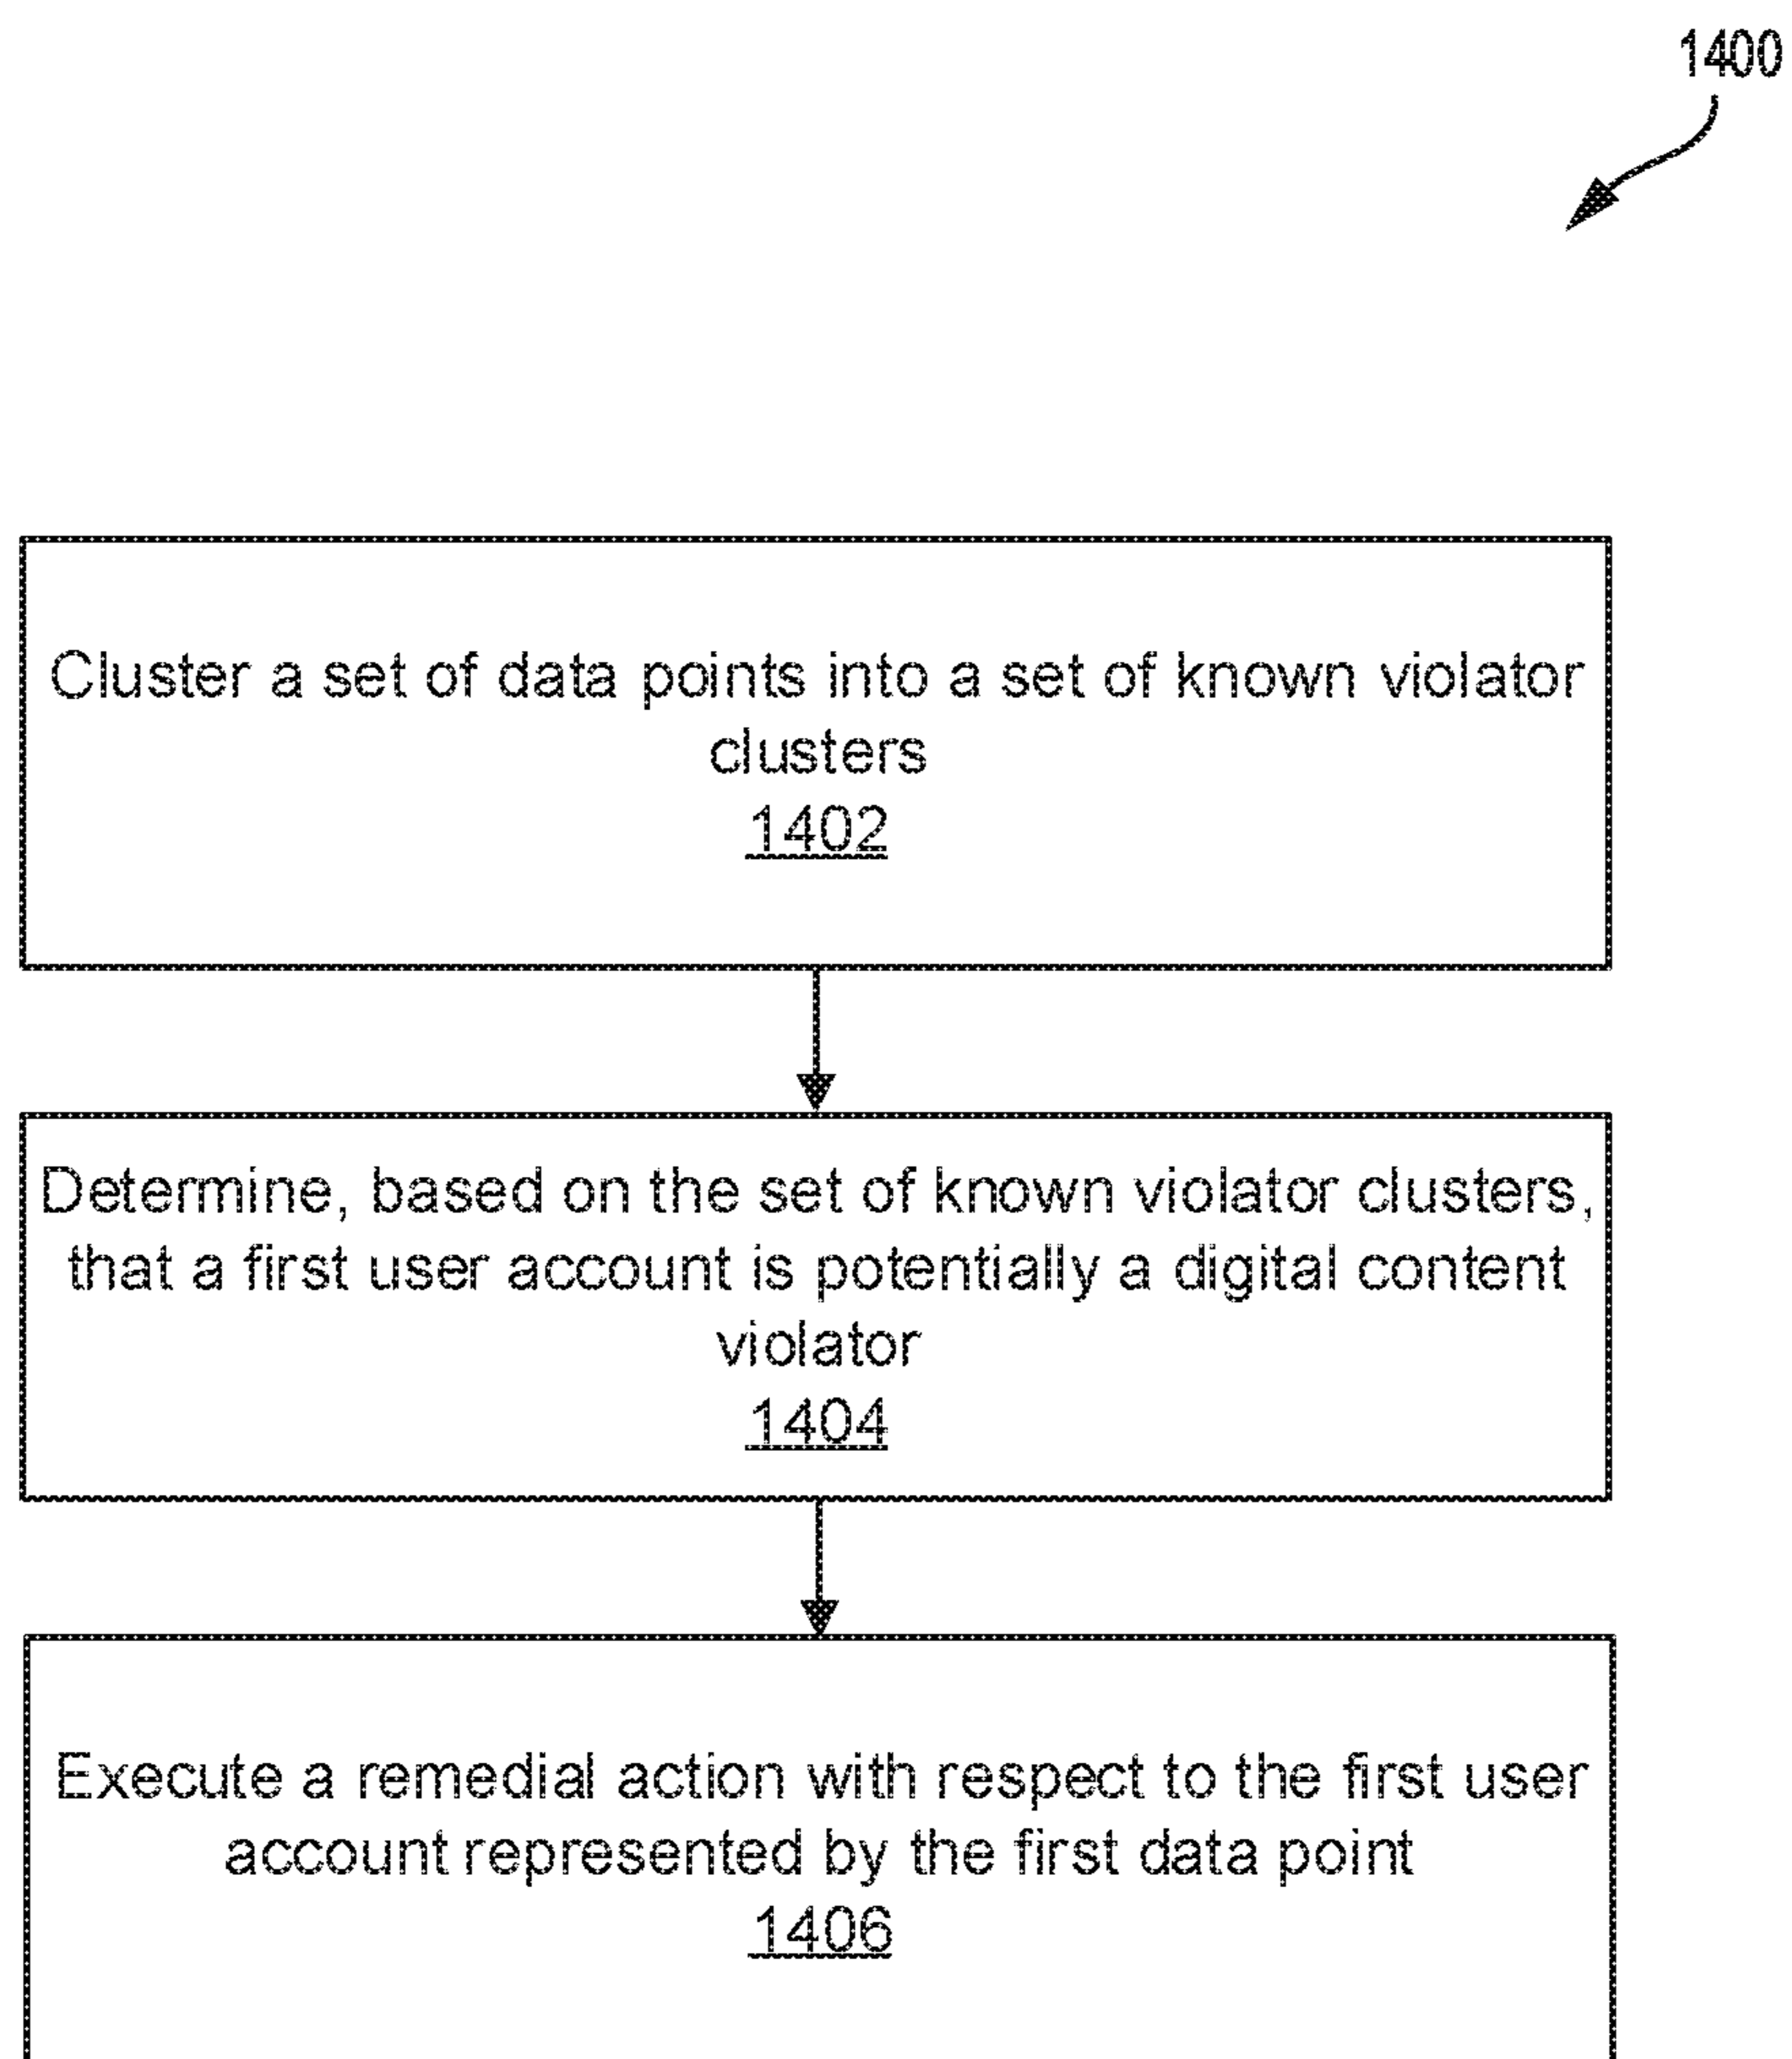 1400
Cluster a set of data points into a set of known violator
clusters
1402
Determine, based on the set of known violator clusters,
that a first user account is potentially a digital content
violator
1404
Execute a remedial action with respect to the first user
account represented by the first data point
1406